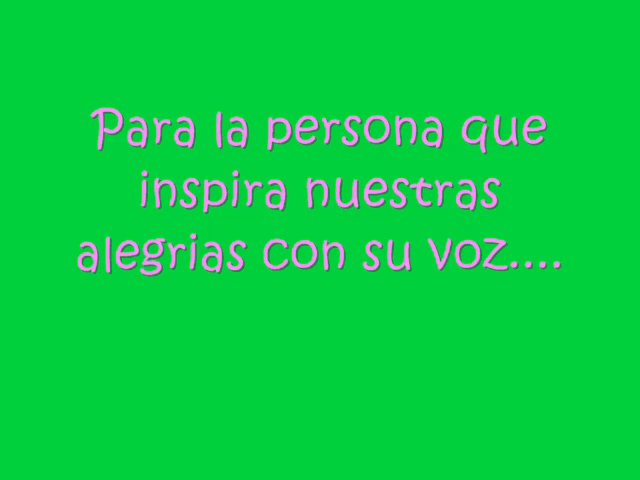 Para la persona que
inspira nuestras
alegrias con su voz....